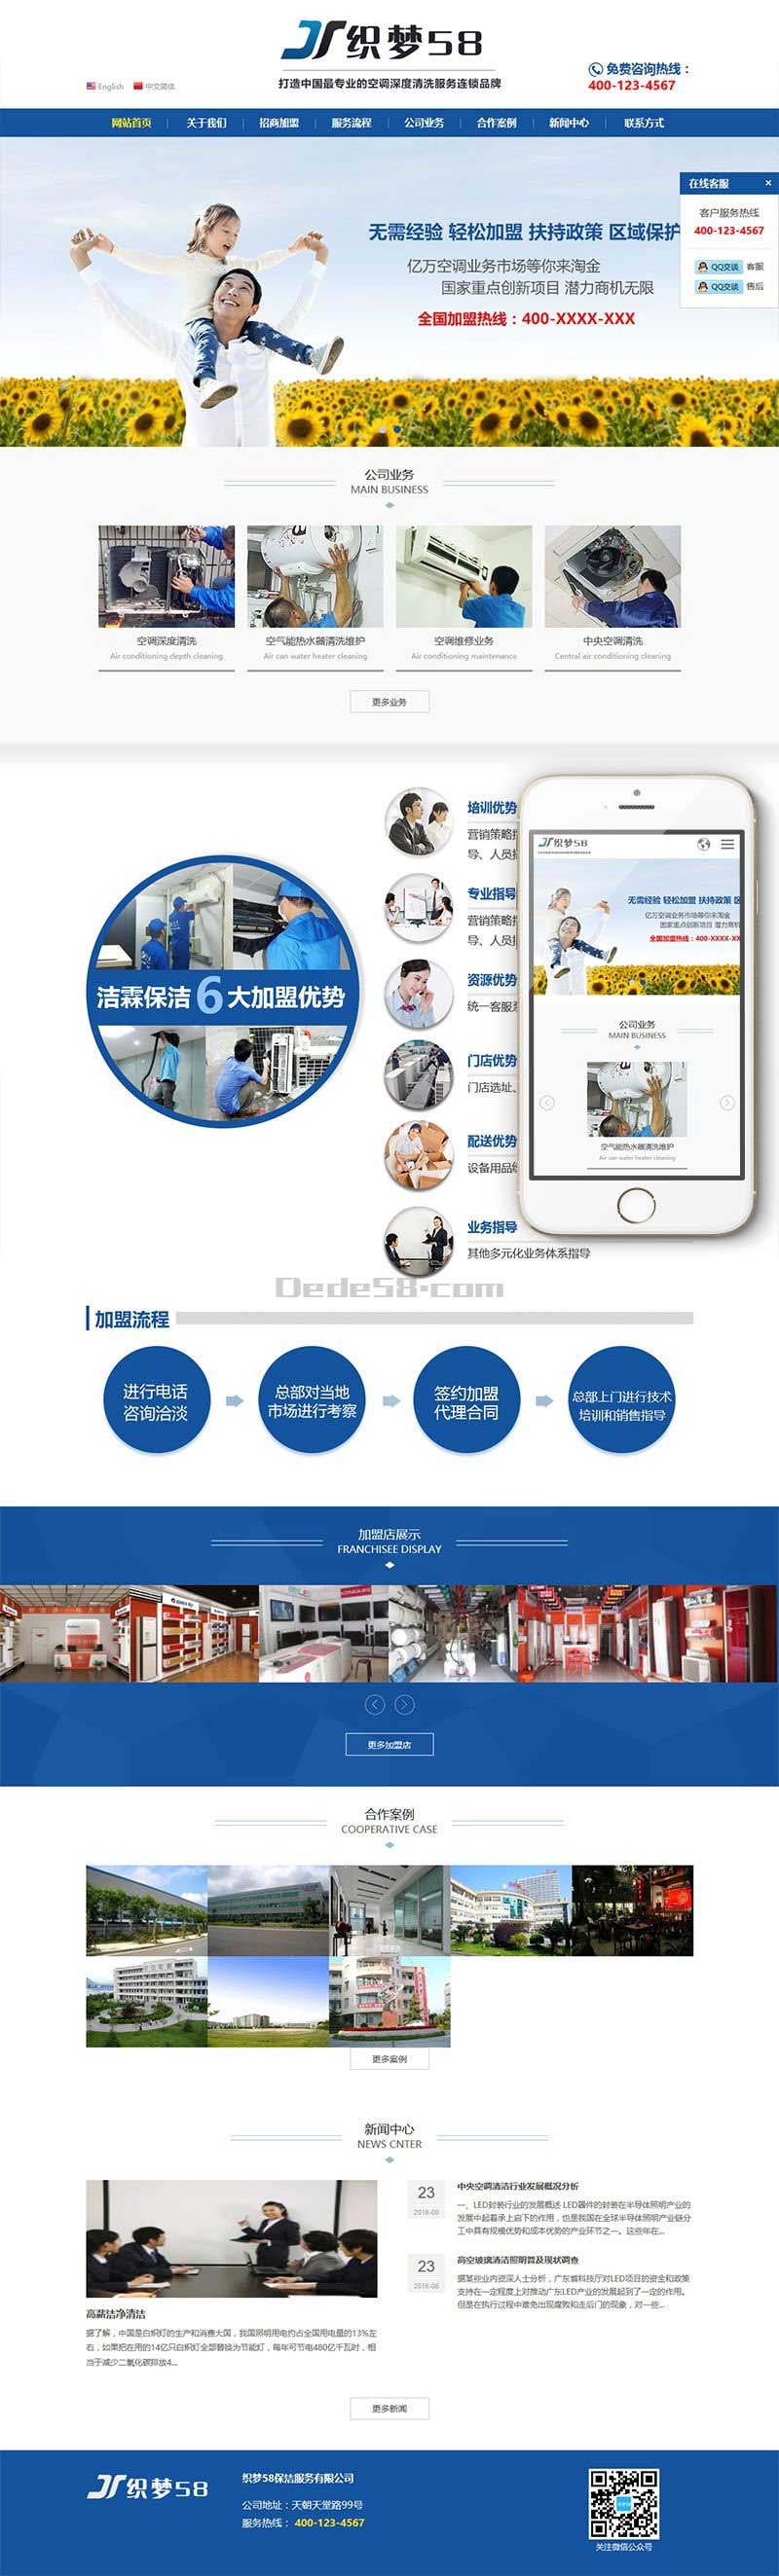 织梦58
打造中国最专业的空调深度清洗服务连锁品牌
English 中文简体
免费咨询热线：
400-123-4567
网站首页 关于我们 招商加盟 服务流程 公司业务 合作案例 新闻中心 联系方式
在线客服 ×
客户服务热线
400-123-4567
QQ交谈 客服
QQ交谈 售后
无需经验 轻松加盟 扶持政策 区域保护
亿万空调业务市场等你来淘金
国家重点创新项目 潜力商机无限
全国加盟热线：400-XXXX-XXX
公司业务
MAIN BUSINESS
空调深度清洗 空气能热水器清洗维护 空调维修业务 中央空调清洗
Air conditioning depth cleaning Air can water heater cleaning Air conditioning maintenance Central air conditioning cleaning
更多业务
洁霖保洁6大加盟优势
培训优势
营销策略
导、人员
专业指导
营销策略
导、人员
资源优势
统一客服
门店优势
门店选址、
配送优势
设备用品
业务指导
其他多元化业务体系指导
织梦58
无需经验 轻松加盟 扶持政策
亿万空调业务市场等你来淘金
国家重点创新项目 潜力商机
全国加盟热线：400-XXXX-XX
公司业务
MAIN BUSINESS
空气能热水器清洗维护
Air can water heater cleaning
Dede58.com
加盟流程
进行电话
咨询洽淡
总部对当地
市场进行考察
签约加盟
代理合同
总部上门进行技术
培训和销售指导
加盟店展示
FRANCHISEE DISPLAY
更多加盟店
合作案例
COOPERATIVE CASE
更多案例
新闻中心
NEWS CNTER
高薪洁净清洁
据了解，中国是白炽灯的生产和消费大国，我国照明用电约占全国用电量的13%左
右，如果把在用的14亿只白炽灯全部替换为节能灯，每年可节电480亿千瓦时，相
当于减少二氧化碳排放4...
23
2016-06
中央空调清洁行业发展概况分析
一、LED封装行业的发展概述 LED器件的封装在半导体照明产业的
发展中起着承上启下的作用，也是我国在全球半导体照明产业链分
工中具有规模优势和成本优势的产业环节之一。这些年在...
23
2016-06
高空玻璃清洁照明普及现状调查
据某些业内资深人士分析，广东省科技厅对LED项目的资金和政策
支持在一定程度上对推动广东LED产业的发展起到了一定的作用。
但是在执行过程中难免出现腐败和走后门的现象，对一些...
更多新闻
织梦58
织梦58保洁服务有限公司
公司地址：天朝天堂路99号
服务热线：400-123-4567
关注微信公众号